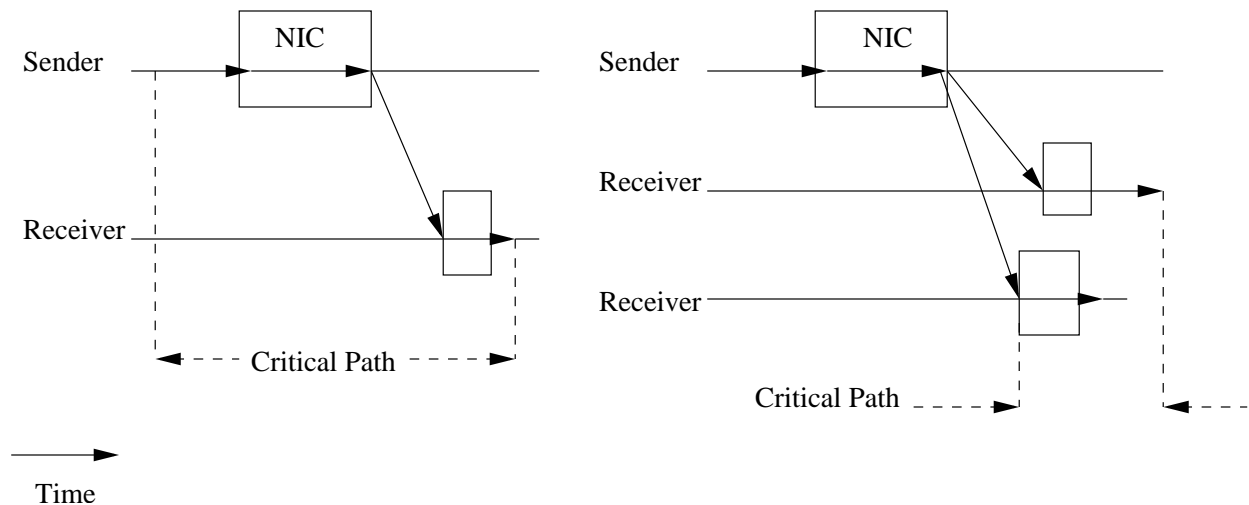 NIC
Sender
Receiver
Critical Path
Time
NIC
Sender
Receiver
Receiver
Critical Path